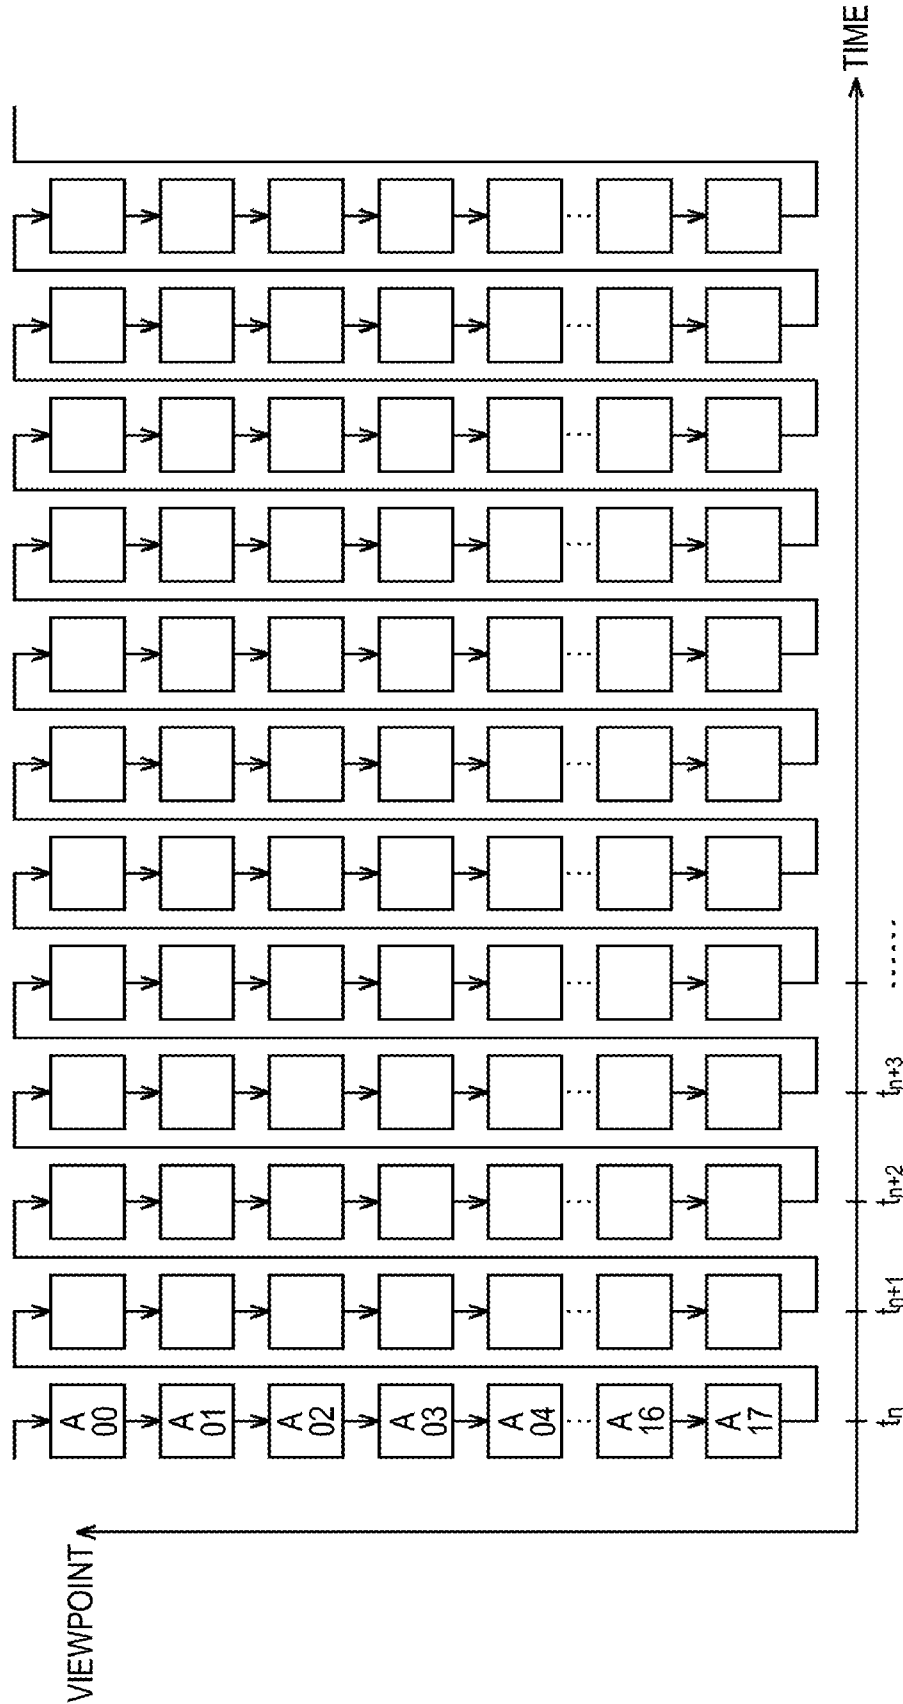 VIEWPOINT
A
00
A
01
A
02
A
03
A
04
A
16
A
17
tn
tn+1
tn+2
tn+3
......
TIME